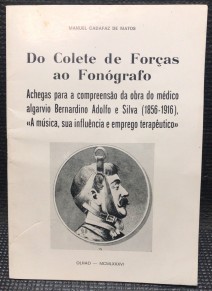 MANUEL CADAFAZ DE MATOS
Do Colete de Forças
ao Fonógrafo
Achegas para a compreensão da obra do médico
algarvio Bernardino Adolfo e Silva (1856-1916),
«A música, sua influência e emprego terapêutico»
OLHÃO — MCMLXXXVI